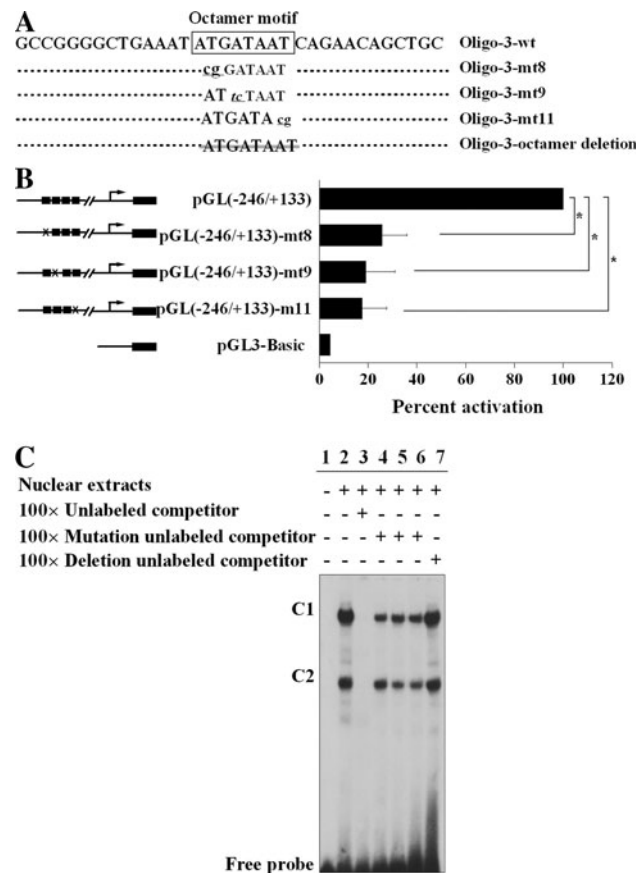 A
Octamer motif
GCCGGGGCTGAAAT ATGATAAT CAGAACAGCTGC Oligo-3-wt
cg GATAAT Oligo-3-mt8
AT tc TAAT Oligo-3-mt9
ATGATA cg Oligo-3-mt11
ATGATAAT Oligo-3-octamer deletion
B
pGL(-246/+133)
pGL(-246/+133)-mt8
pGL(-246/+133)-mt9
pGL(-246/+133)-m11
pGL3-Basic
* * *
0 20 40 60 80 100 120
Percent activation
C
1 2 3 4 5 6 7
Nuclear extracts - + + + + + +
100× Unlabeled competitor - - + - - - -
100× Mutation unlabeled competitor - - - + + + -
100× Deletion unlabeled competitor - - - - - - +
C1
C2
Free probe